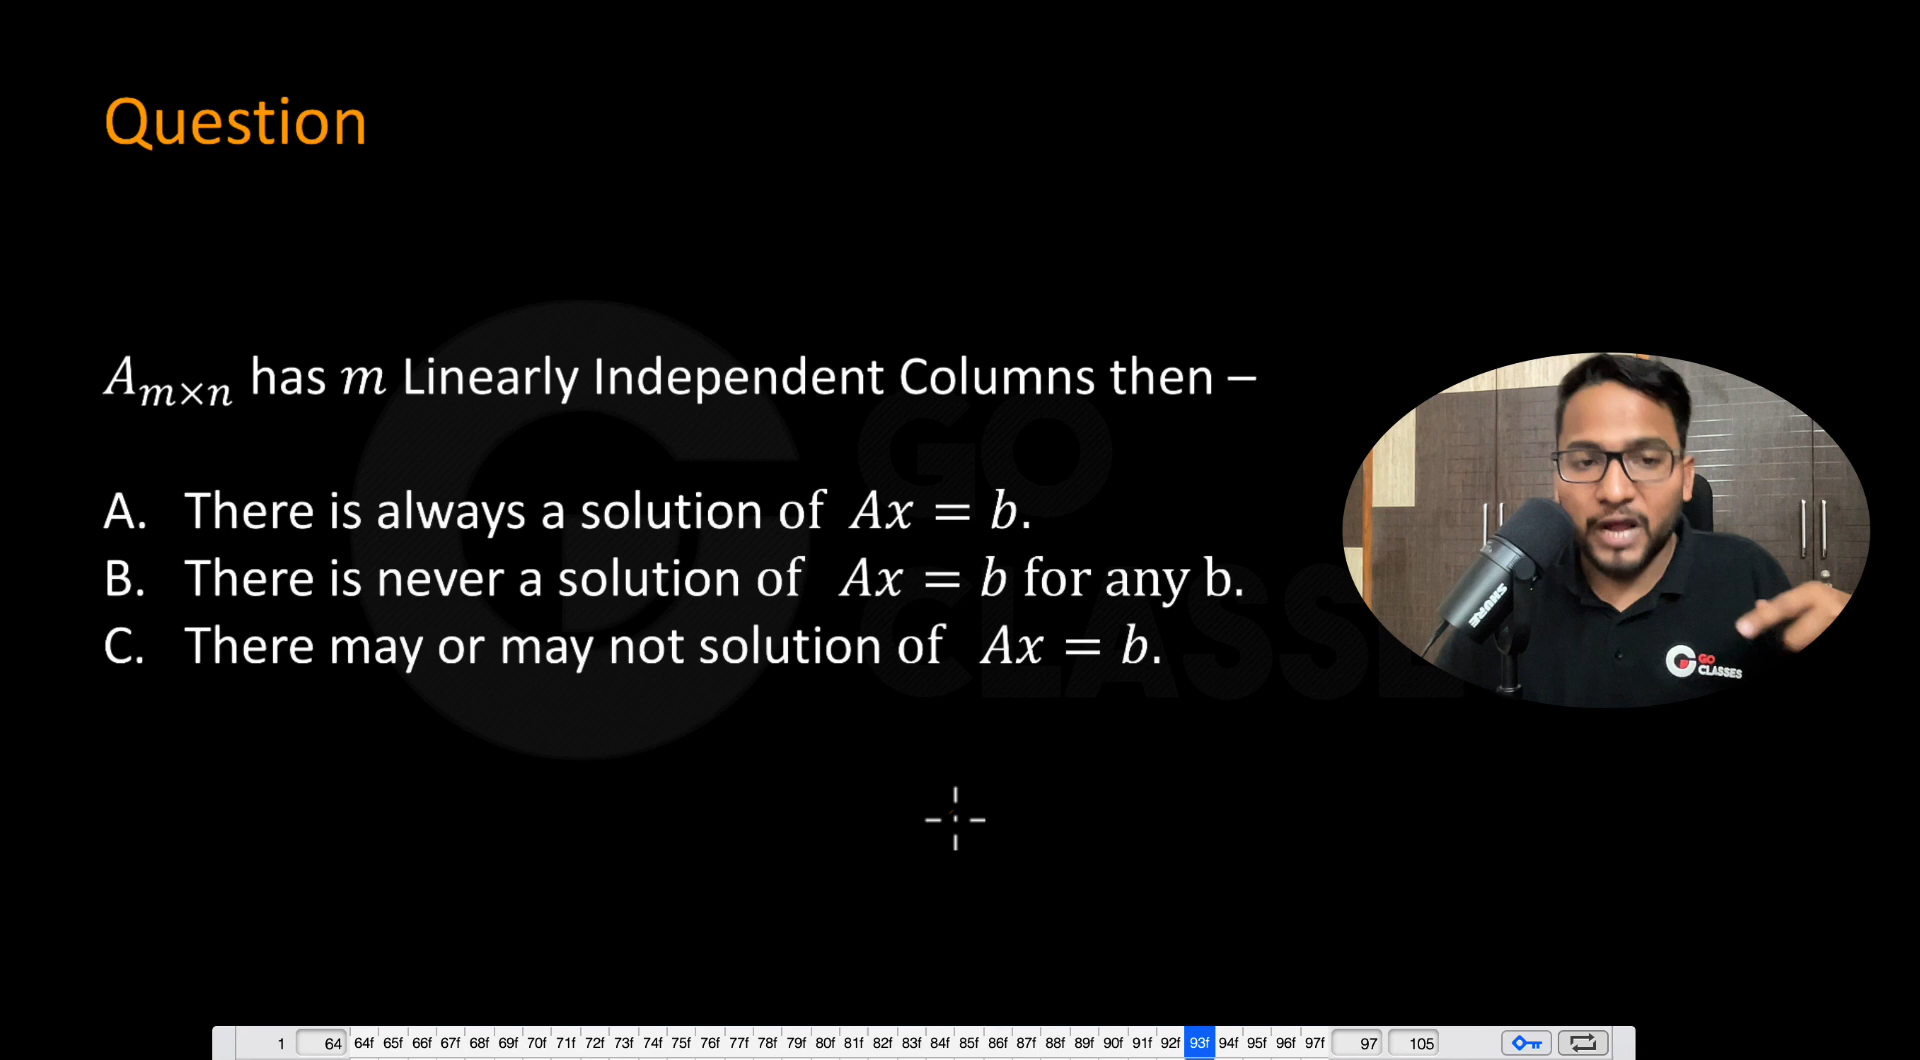 Question
A_{m×n} has m Linearly Independent Columns then –
A. There is always a solution of Ax = b.
B. There is never a solution of Ax = b for any b.
C. There may or may not solution of Ax = b.
GO
CLASSES
SHURE
GO
CLASSES
1 64 64f 65f 66f 67f 68f 69f 70f 71f 72f 73f 74f 75f 76f 77f 78f 79f 80f 81f 82f 83f 84f 85f 86f 87f 88f 89f 90f 91f 92f 93f 94f 95f 96f 97f 97 105